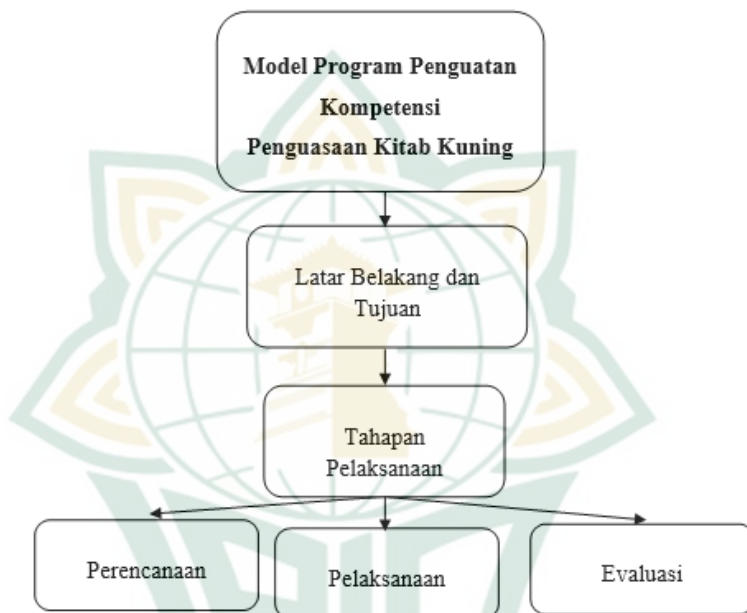 Model Program Penguatan
Kompetensi
Penguasaan Kitab Kuning
Latar Belakang dan
Tujuan
Tahapan
Pelaksanaan
Perencanaan
Pelaksanaan
Evaluasi